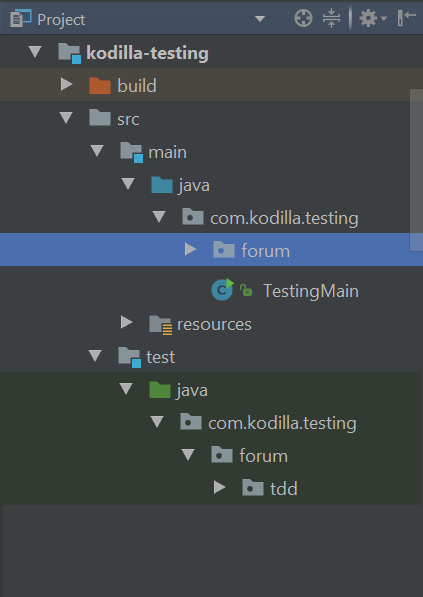 Project
kodilla-testing
build
src
main
java
com.kodilla.testing
forum
C TestingMain
resources
test
java
com.kodilla.testing
forum
tdd